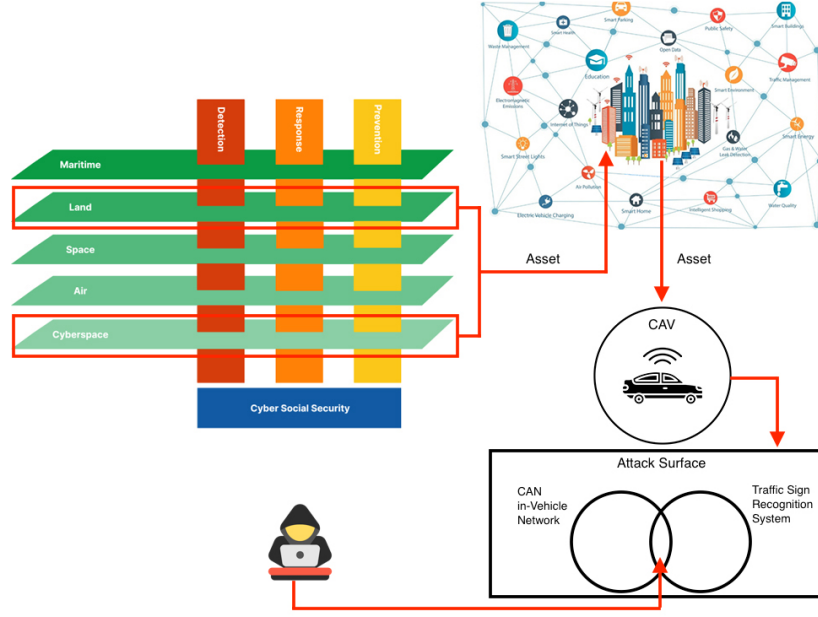 Detection
Response
Prevention
Maritime
Land
Space
Air
Cyberspace
Cyber Social Security
Smart Parking
Public Safety
Smart Buildings
Waste Management
Smart Health
Open Data
Education
Traffic Management
Electromagnetic
Emissions
Smart Environment
Internet of Things
Smart Energy
Smart Street Lights
Gas & Water
Leak Detection
Air Pollution
Electric Vehicle Charging
Smart Home
Intelligent Shopping
Water Quality
Asset
Asset
CAV
Attack Surface
CAN
in-Vehicle
Network
Traffic Sign
Recognition
System